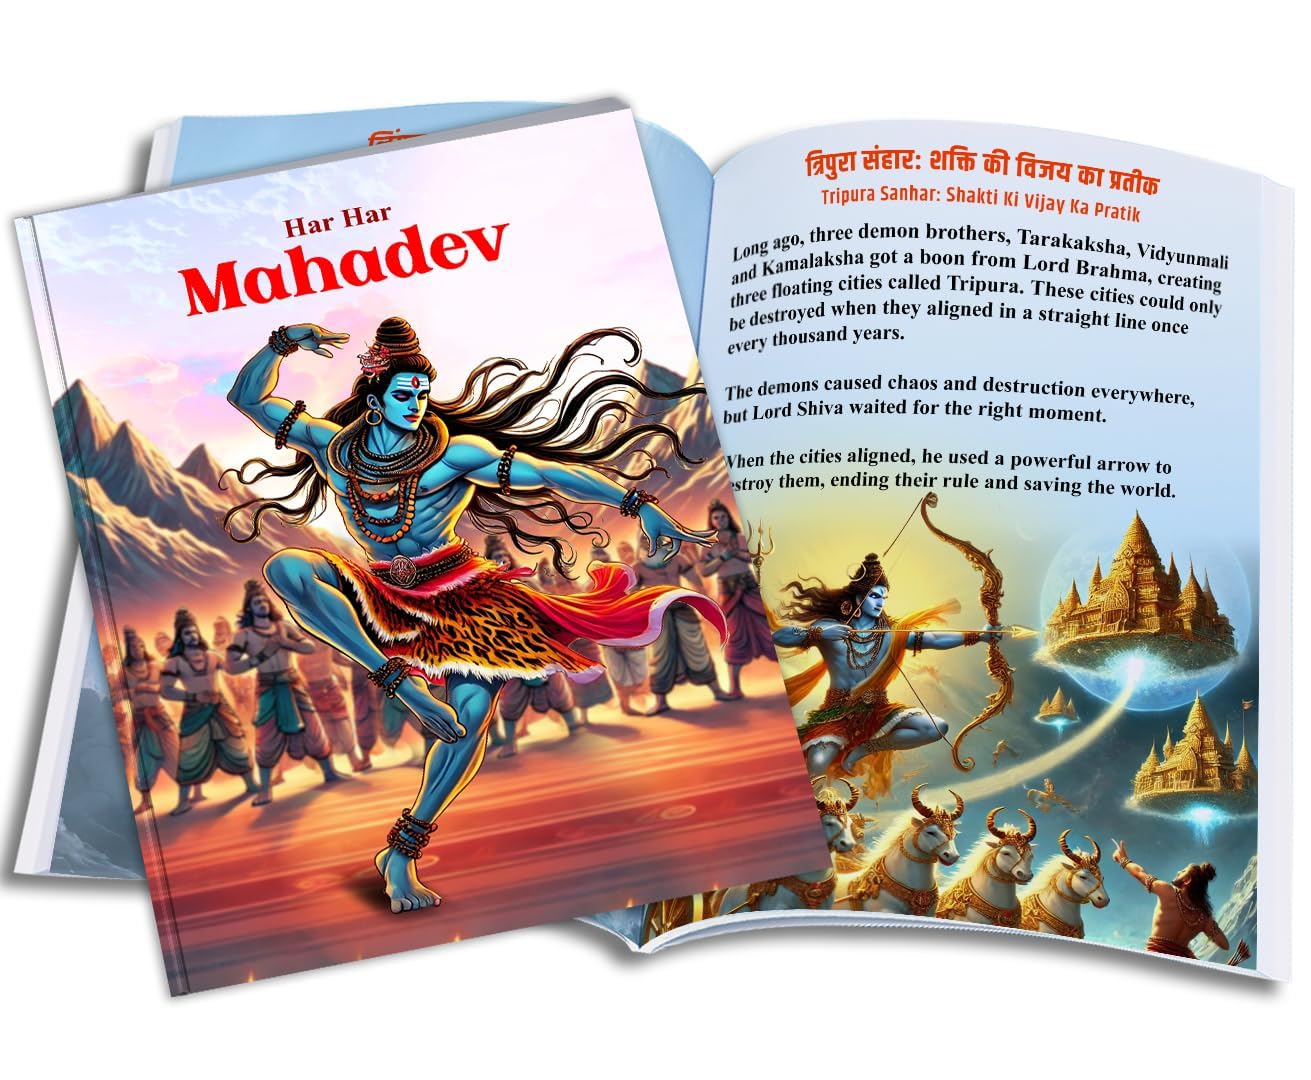 Har Har
Mahadev
त्रिपुरा संहार: शक्ति की विजय का प्रतीक
Tripura Sanhar: Shakti Ki Vijay Ka Pratik
Long ago, three demon brothers, Tarakaksha, Vidyunmali
and Kamalaksha got a boon from Lord Brahma, creating
three floating cities called Tripura. These cities could only
be destroyed when they aligned in a straight line once
every thousand years.
The demons caused chaos and destruction everywhere,
but Lord Shiva waited for the right moment.
When the cities aligned, he used a powerful arrow to
estroy them, ending their rule and saving the world.